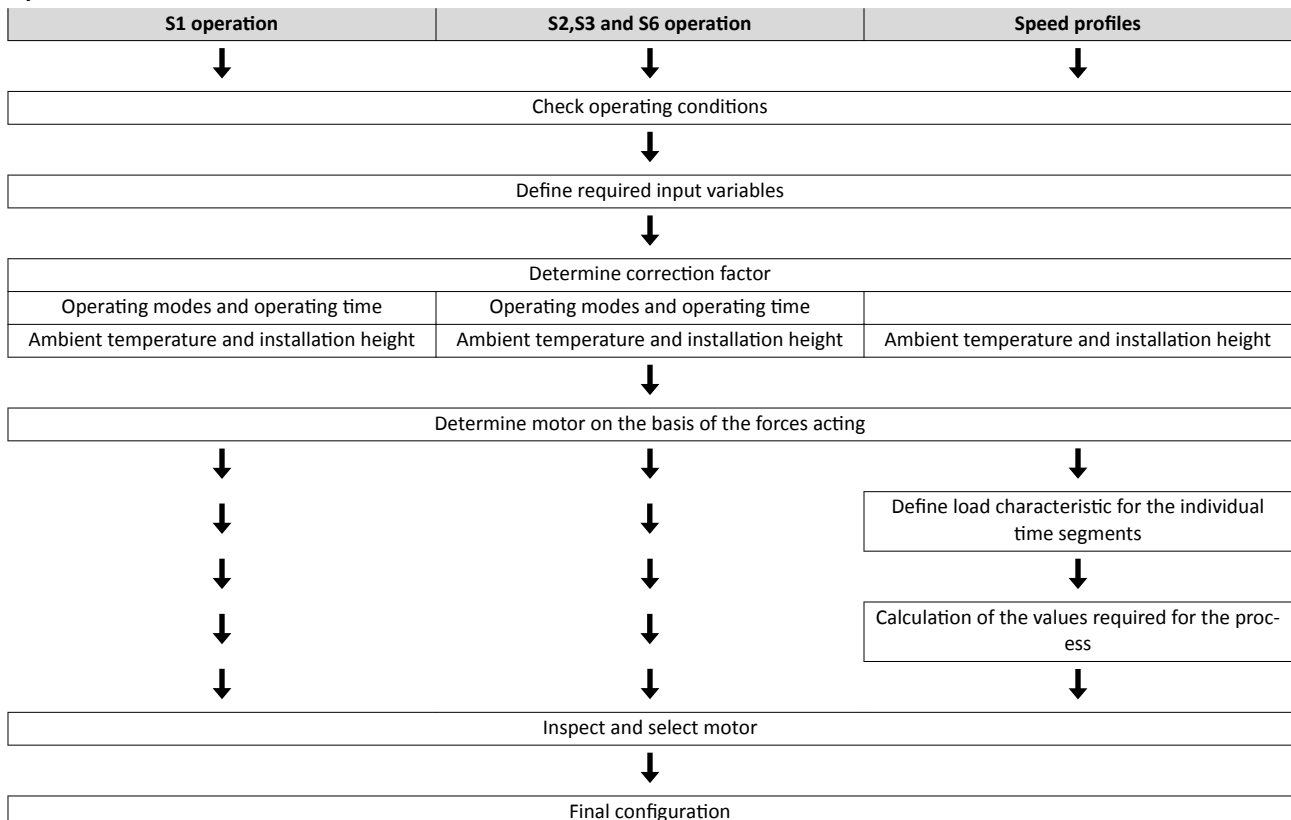 S1 operation
S2,S3 and S6 operation
Speed profiles
Check operating conditions
Define required input variables
Determine correction factor
Operating modes and operating time
Operating modes and operating time
Ambient temperature and installation height
Ambient temperature and installation height
Ambient temperature and installation height
Determine motor on the basis of the forces acting
Define load characteristic for the individual
time segments
Calculation of the values required for the proc-
ess
Inspect and select motor
Final configuration